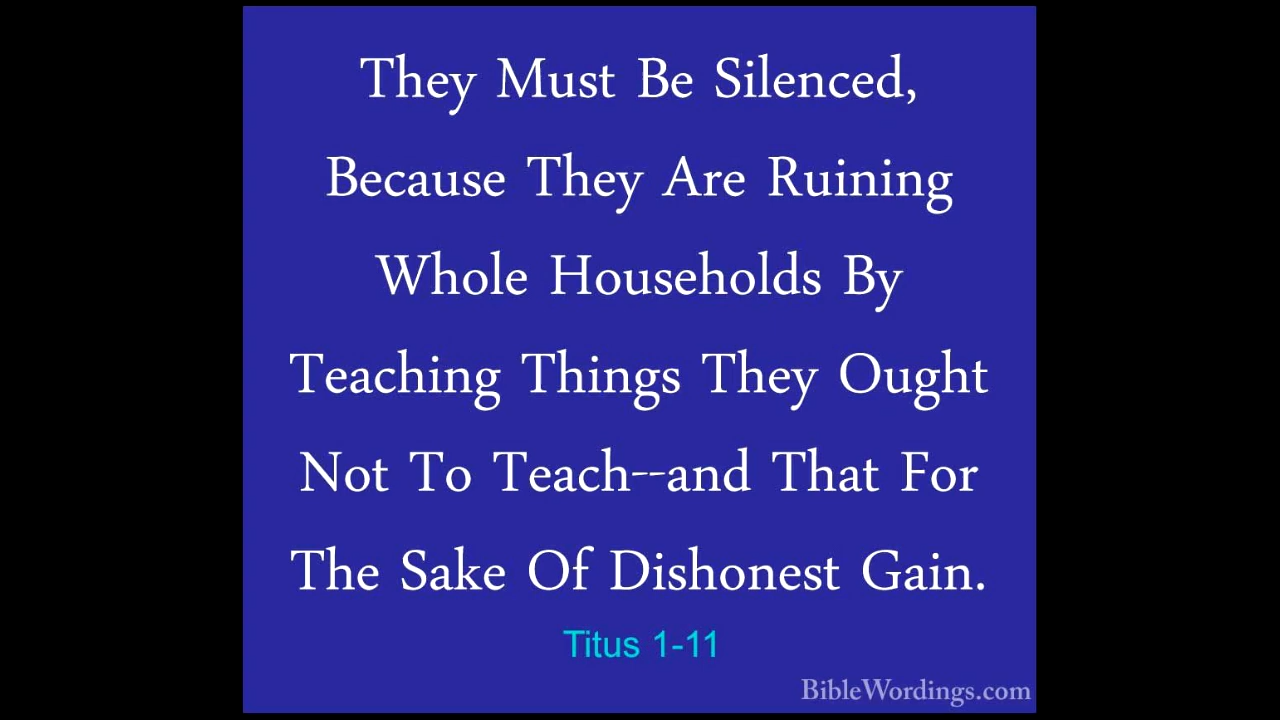 They Must Be Silenced,
Because They Are Ruining
Whole Households By
Teaching Things They Ought
Not To Teach--and That For
The Sake Of Dishonest Gain.
Titus 1-11
BibleWordings.com